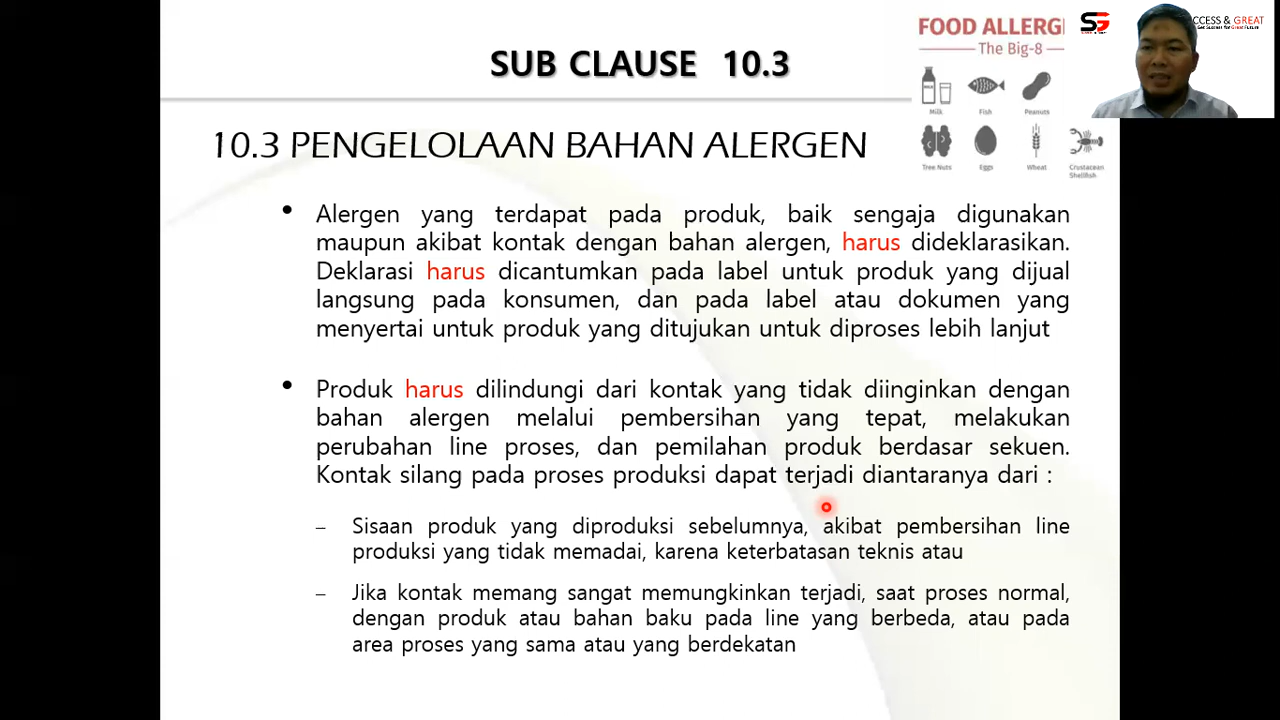 SUB CLAUSE 10.3
FOOD ALLERG
The Big-8
Milk
Fish
Peanuts
Tree Nuts
Eggs
Wheat
Crustacean
Shellfish
SG
CCESS & GREAT
Get Success for Great Future
10.3 PENGELOLAAN BAHAN ALERGEN
• Alergen yang terdapat pada produk, baik sengaja digunakan
maupun akibat kontak dengan bahan alergen, harus dideklarasikan.
Deklarasi harus dicantumkan pada label untuk produk yang dijual
langsung pada konsumen, dan pada label atau dokumen yang
menyertai untuk produk yang ditujukan untuk diproses lebih lanjut
• Produk harus dilindungi dari kontak yang tidak diinginkan dengan
bahan alergen melalui pembersihan yang tepat, melakukan
perubahan line proses, dan pemilahan produk berdasar sekuen.
Kontak silang pada proses produksi dapat terjadi diantaranya dari :
– Sisaan produk yang diproduksi sebelumnya, akibat pembersihan line
produksi yang tidak memadai, karena keterbatasan teknis atau
– Jika kontak memang sangat memungkinkan terjadi, saat proses normal,
dengan produk atau bahan baku pada line yang berbeda, atau pada
area proses yang sama atau yang berdekatan